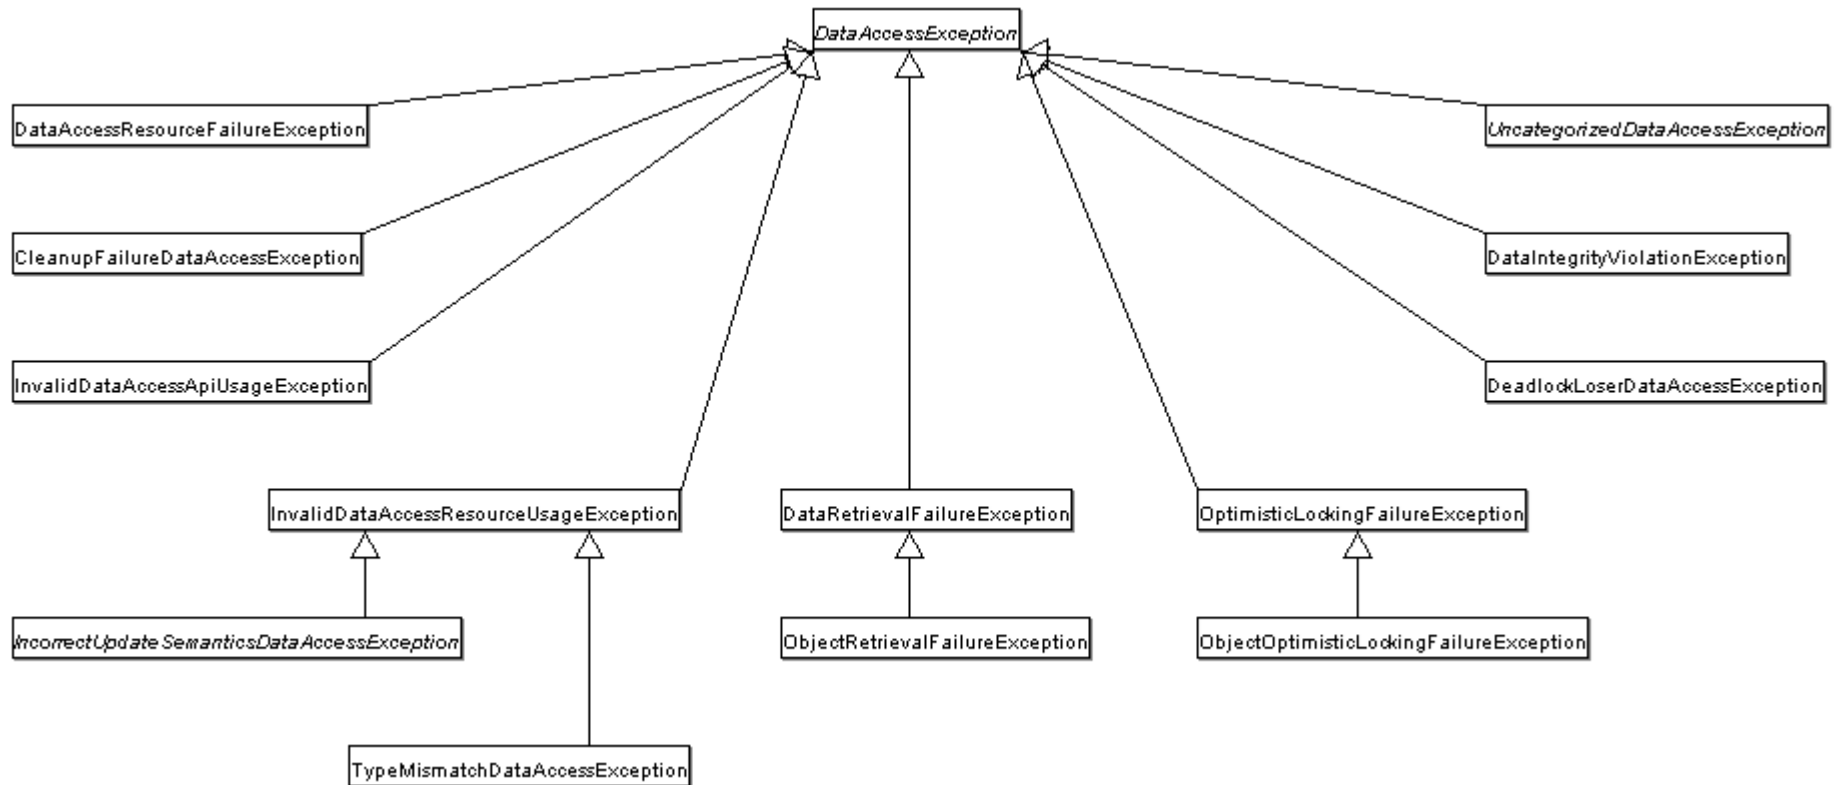 DataAccessException
DataAccessResourceFailureException
UncategorizedDataAccessException
CleanupFailureDataAccessException
DataIntegrityViolationException
InvalidDataAccessApiUsageException
DeadlockLoserDataAccessException
InvalidDataAccessResourceUsageException
DataRetrievalFailureException
OptimisticLockingFailureException
IncorrectUpdateSemanticsDataAccessException
ObjectRetrievalFailureException
ObjectOptimisticLockingFailureException
TypeMismatchDataAccessException